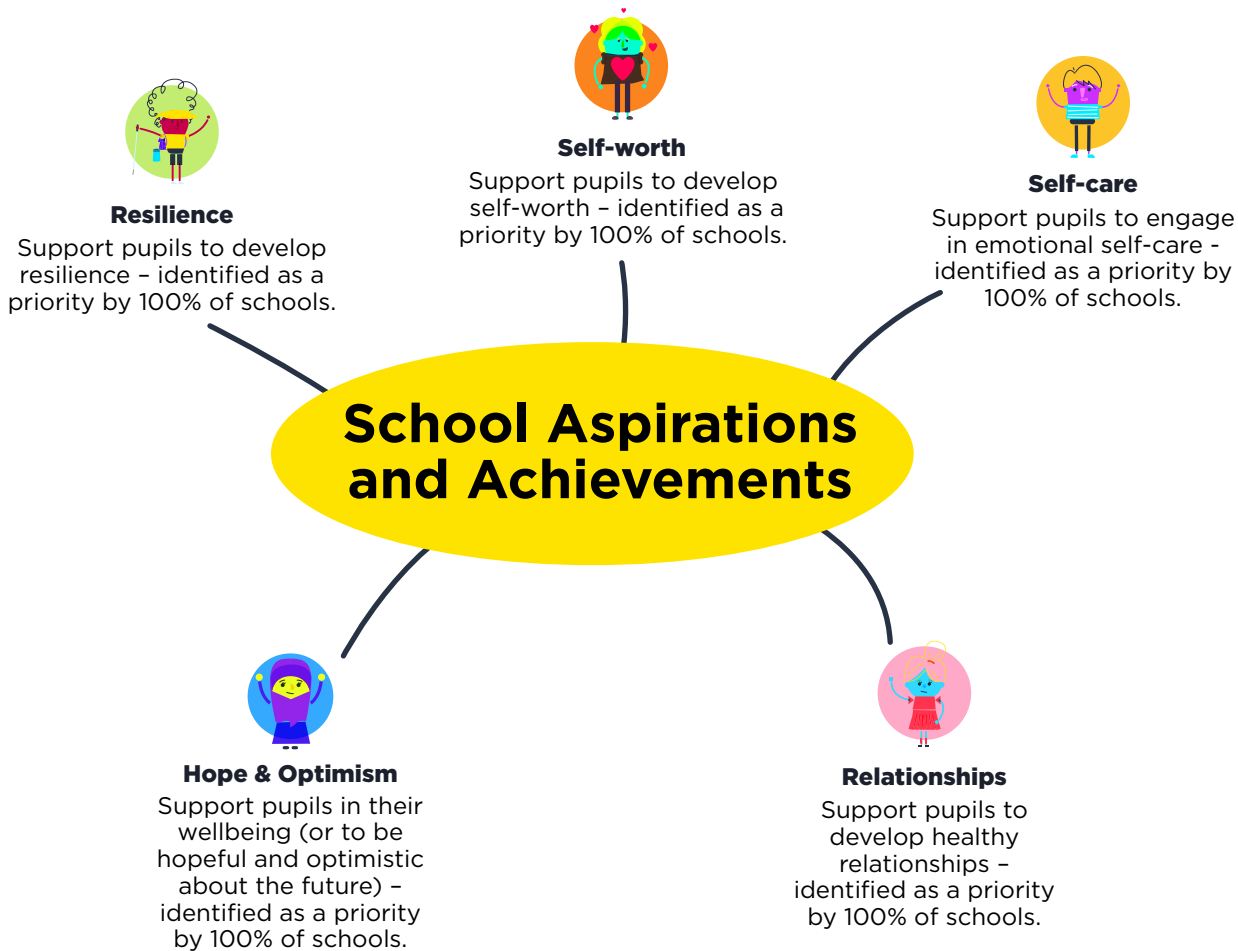 Resilience
Support pupils to develop
resilience – identified as a
priority by 100% of schools.
Self-worth
Support pupils to develop
self-worth – identified as a
priority by 100% of schools.
Self-care
Support pupils to engage
in emotional self-care -
identified as a priority by
100% of schools.
School Aspirations
and Achievements
Hope & Optimism
Support pupils in their
wellbeing (or to be
hopeful and optimistic
about the future) –
identified as a priority
by 100% of schools.
Relationships
Support pupils to
develop healthy
relationships –
identified as a priority
by 100% of schools.